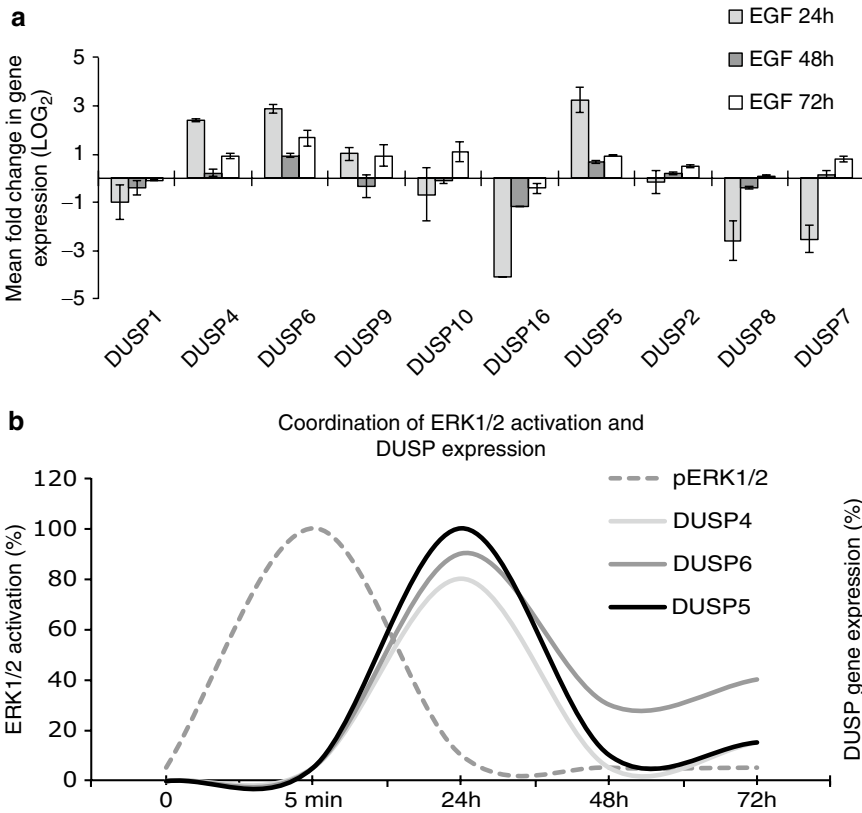 a
EGF 24h
EGF 48h
EGF 72h
Mean fold change in gene
expression (LOG2)
5
3
1
−1
−3
−5
DUSP1
DUSP4
DUSP6
DUSP9
DUSP10
DUSP16
DUSP5
DUSP2
DUSP8
DUSP7
b
Coordination of ERK1/2 activation and
DUSP expression
pERK1/2
DUSP4
DUSP6
DUSP5
ERK1/2 activation (%)
120
100
80
60
40
20
0
0
5 min
24h
48h
72h
DUSP gene expression (%)